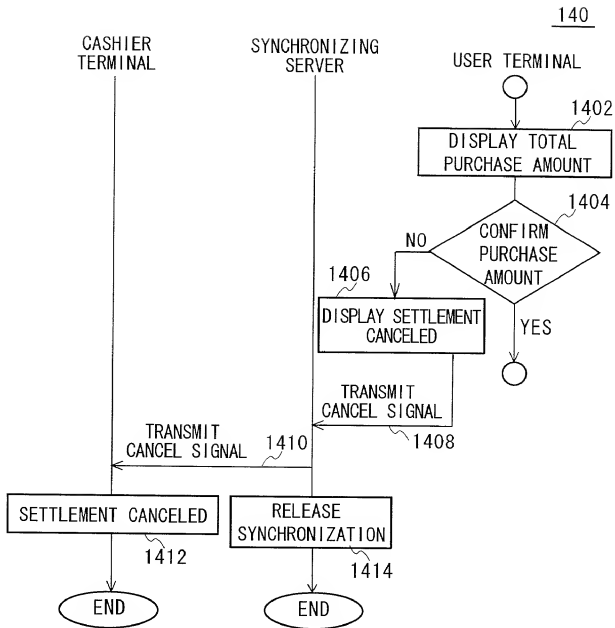 140
CASHIER
TERMINAL
SYNCHRONIZING
SERVER
USER TERMINAL
1402
DISPLAY TOTAL
PURCHASE AMOUNT
1404
CONFIRM
PURCHASE
AMOUNT
NO
YES
1406
DISPLAY SETTLEMENT
CANCELED
TRANSMIT
CANCEL SIGNAL
1408
TRANSMIT
CANCEL SIGNAL
1410
SETTLEMENT CANCELED
1412
RELEASE
SYNCHRONIZATION
1414
END
END